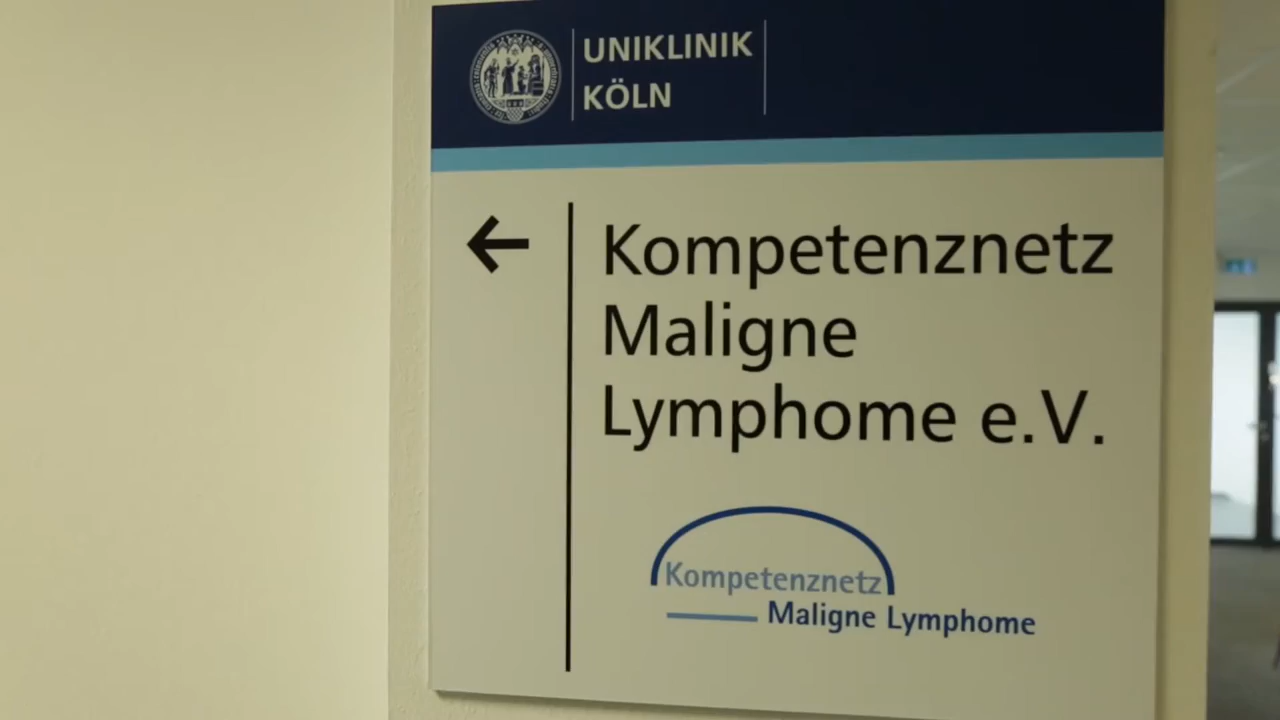 UNIKLINIK
KÖLN
Kompetenznetz
Maligne
Lymphome e.V.
Kompetenznetz
Maligne Lymphome